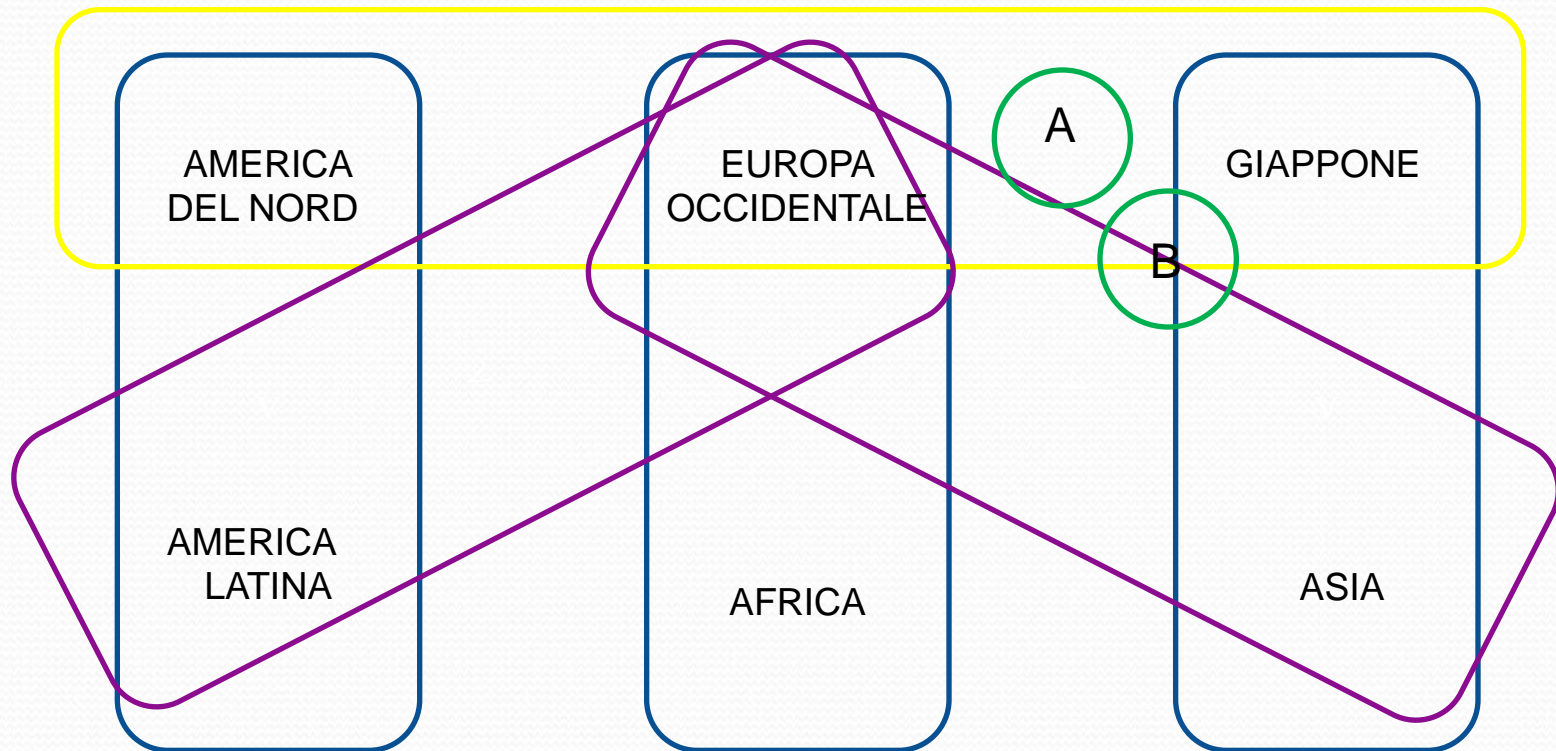 A
AMERICA
DEL NORD
EUROPA
OCCIDENTALE
GIAPPONE
B
AMERICA
LATINA
AFRICA
ASIA